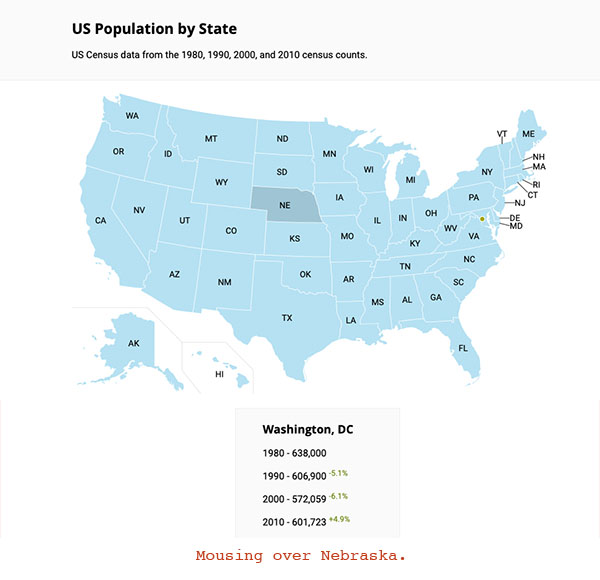 US Population by State
US Census data from the 1980, 1990, 2000, and 2010 census counts.
WA
OR
ID
MT
ND
MN
WI
MI
VT
ME
NH
MA
NY
RI
CT
NJ
PA
DE
MD
CA
NV
UT
WY
SD
NE
CO
KS
IA
MO
IL
IN
OH
WV
VA
KY
AZ
NM
OK
AR
TN
NC
SC
TX
LA
MS
AL
GA
FL
AK
HI
Washington, DC
1980 - 638,000
1990 - 606,900 -5.1%
2000 - 572,059 -6.1%
2010 - 601,723 +4.9%
Mousing over Nebraska.